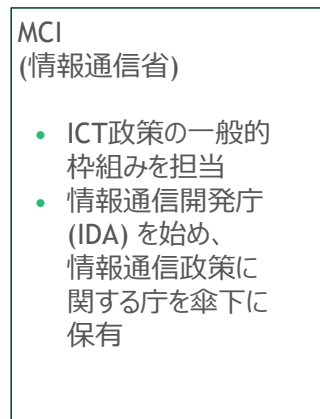 MCI
(情報通信省)
• ICT政策の一般的
枠組みを担当
• 情報通信開発庁
(IDA) を始め、
情報通信政策に
関する庁を傘下に
保有